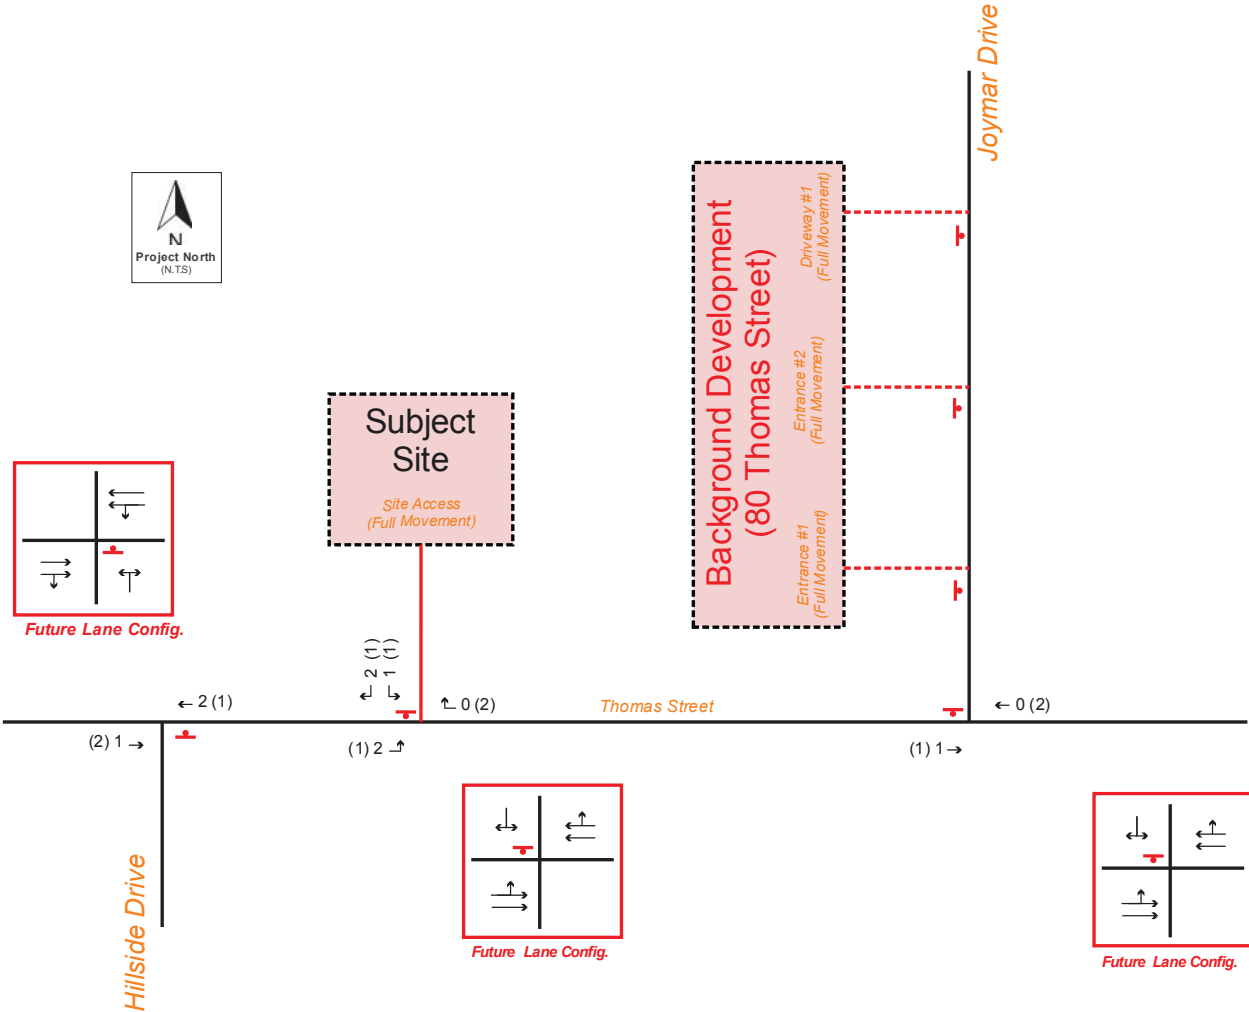 Joymar Drive
N
Project North
(N.T.S)
Background Development
(80 Thomas Street)
Driveway #1
(Full Movement)
Entrance #2
(Full Movement)
Entrance #1
(Full Movement)
Subject
Site
Site Access
(Full Movement)
Future Lane Config.
2 (1)
1 (1)
2 (1)
0 (2)
Thomas Street
0 (2)
(2) 1
(1) 2
(1) 1
Hillside Drive
Future Lane Config.
Future Lane Config.